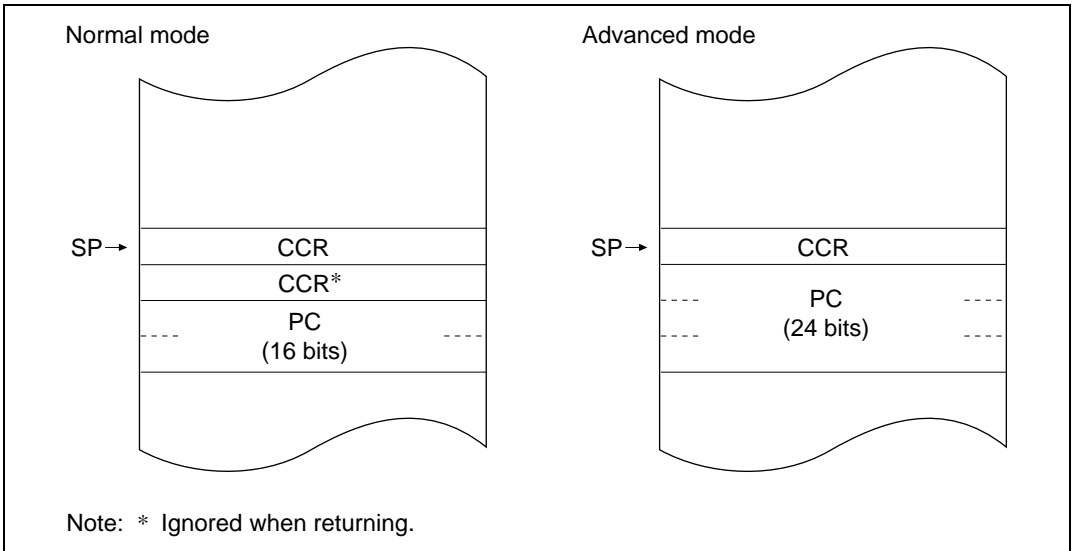 Normal mode
SP→
CCR
CCR*
PC
(16 bits)
Advanced mode
SP→
CCR
PC
(24 bits)
Note: * Ignored when returning.